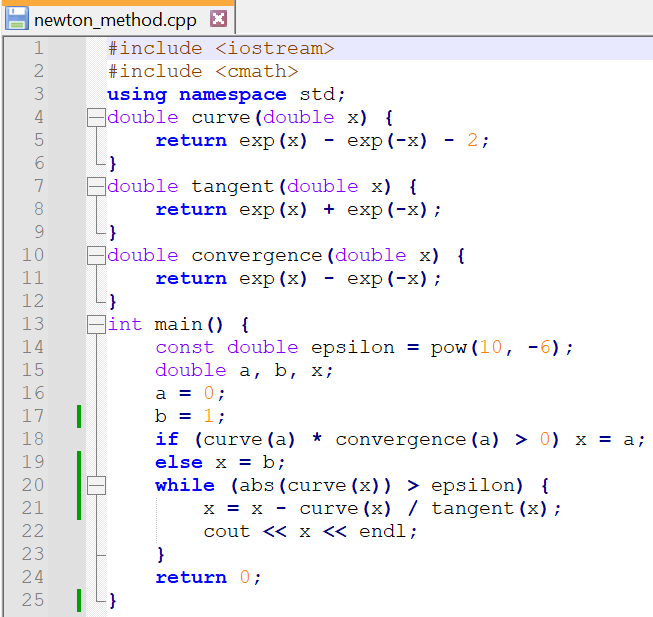 newton_method.cpp
1 #include <iostream>
2 #include <cmath>
3 using namespace std;
4 double curve(double x) {
5 return exp(x) - exp(-x) - 2;
6 }
7 double tangent(double x) {
8 return exp(x) + exp(-x);
9 }
10 double convergence(double x) {
11 return exp(x) - exp(-x);
12 }
13 int main() {
14 const double epsilon = pow(10, -6);
15 double a, b, x;
16 a = 0;
17 b = 1;
18 if (curve(a) * convergence(a) > 0) x = a;
19 else x = b;
20 while (abs(curve(x)) > epsilon) {
21 x = x - curve(x) / tangent(x);
22 cout << x << endl;
23 }
24 return 0;
25 }